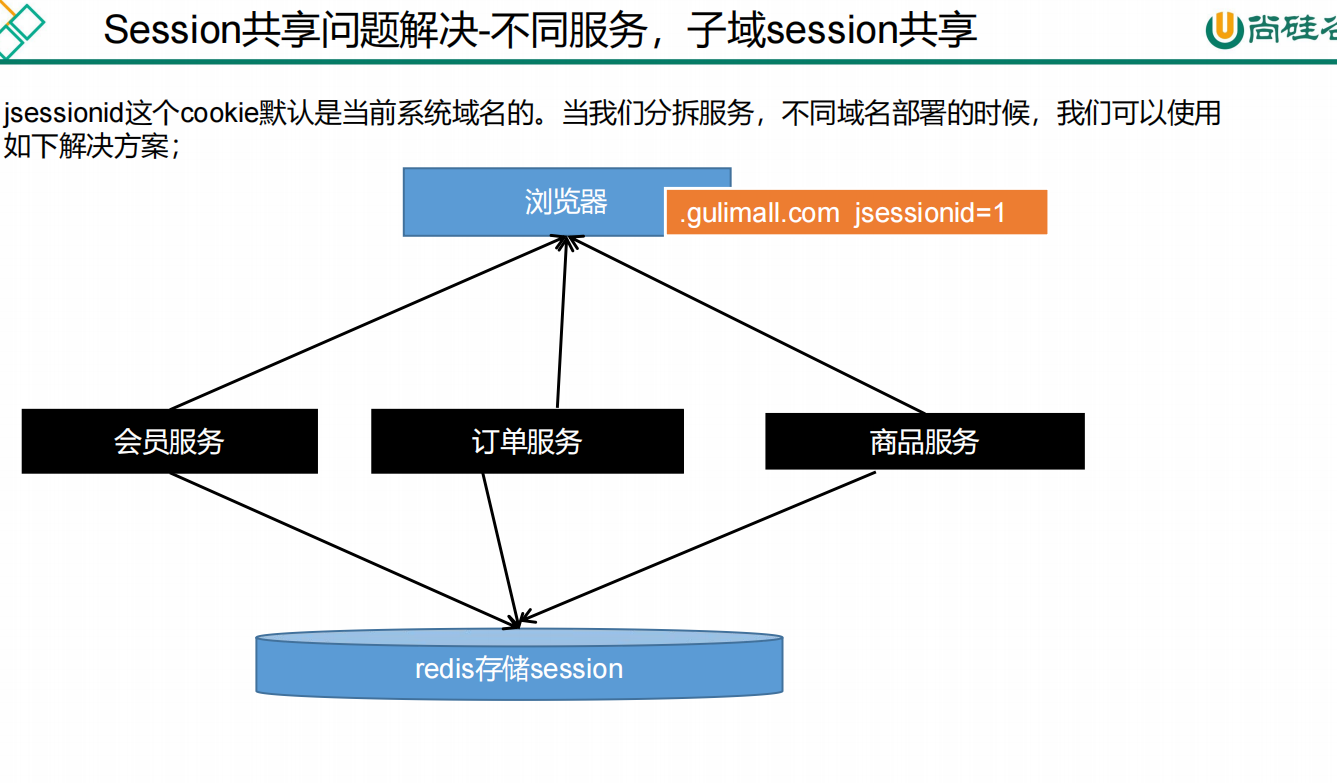 Session共享问题解决-不同服务，子域session共享
尚硅
jsessionid这个cookie默认是当前系统域名的。当我们分拆服务，不同域名部署的时候，我们可以使用
如下解决方案；
浏览器
.gulimall.com jsessionid=1
会员服务
订单服务
商品服务
redis存储session